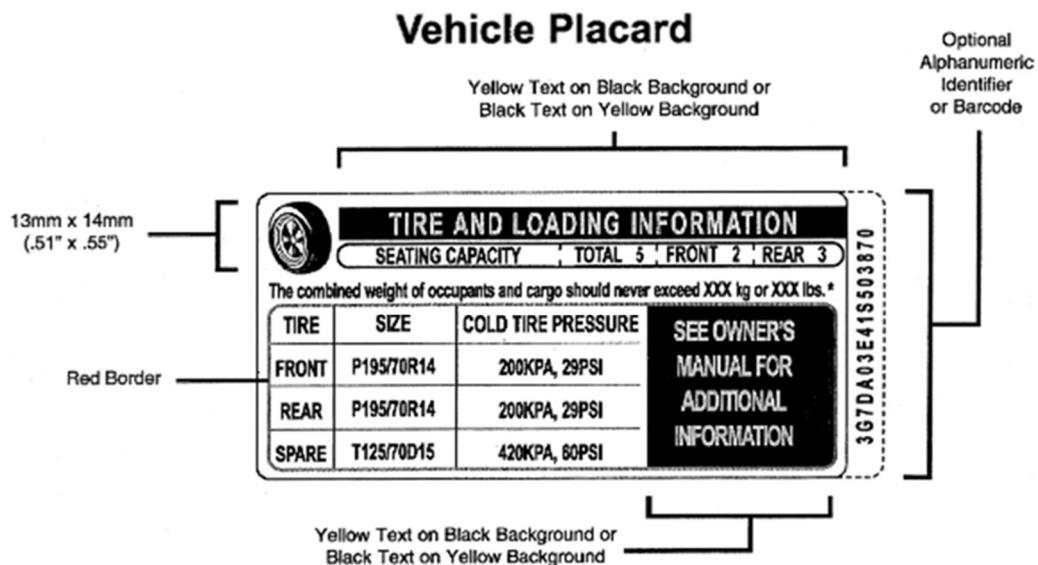 Vehicle Placard
Optional
Alphanumeric
Identifier
or Barcode
Yellow Text on Black Background or
Black Text on Yellow Background
13mm x 14mm
(.51" x .55")
TIRE AND LOADING INFORMATION
SEATING CAPACITY TOTAL 5 FRONT 2 REAR 3
The combined weight of occupants and cargo should never exceed XXX kg or XXX lbs.*
TIRE SIZE COLD TIRE PRESSURE
FRONT P195/70R14 200KPA, 29PSI
REAR P195/70R14 200KPA, 29PSI
SPARE T125/70D15 420KPA, 60PSI
SEE OWNER'S
MANUAL FOR
ADDITIONAL
INFORMATION
3G7DA03E41S503870
Red Border
Yellow Text on Black Background or
Black Text on Yellow Background